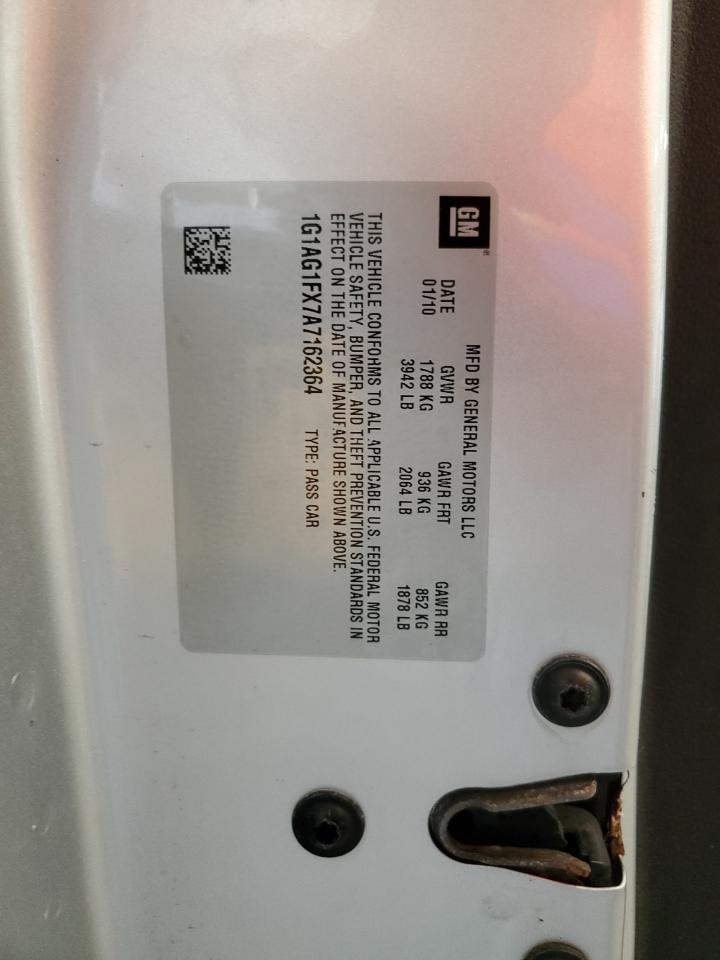 GM
MFD BY GENERAL MOTORS LLC
DATE GVWR GAWR FRT GAWR RR
01/10 1788 KG 936 KG 852 KG
3942 LB 2064 LB 1878 LB
THIS VEHICLE CONFORMS TO ALL APPLICABLE U.S. FEDERAL MOTOR
VEHICLE SAFETY, BUMPER, AND THEFT PREVENTION STANDARDS IN
EFFECT ON THE DATE OF MANUFACTURE SHOWN ABOVE.
1G1AG1FX7A7162364 TYPE: PASS CAR